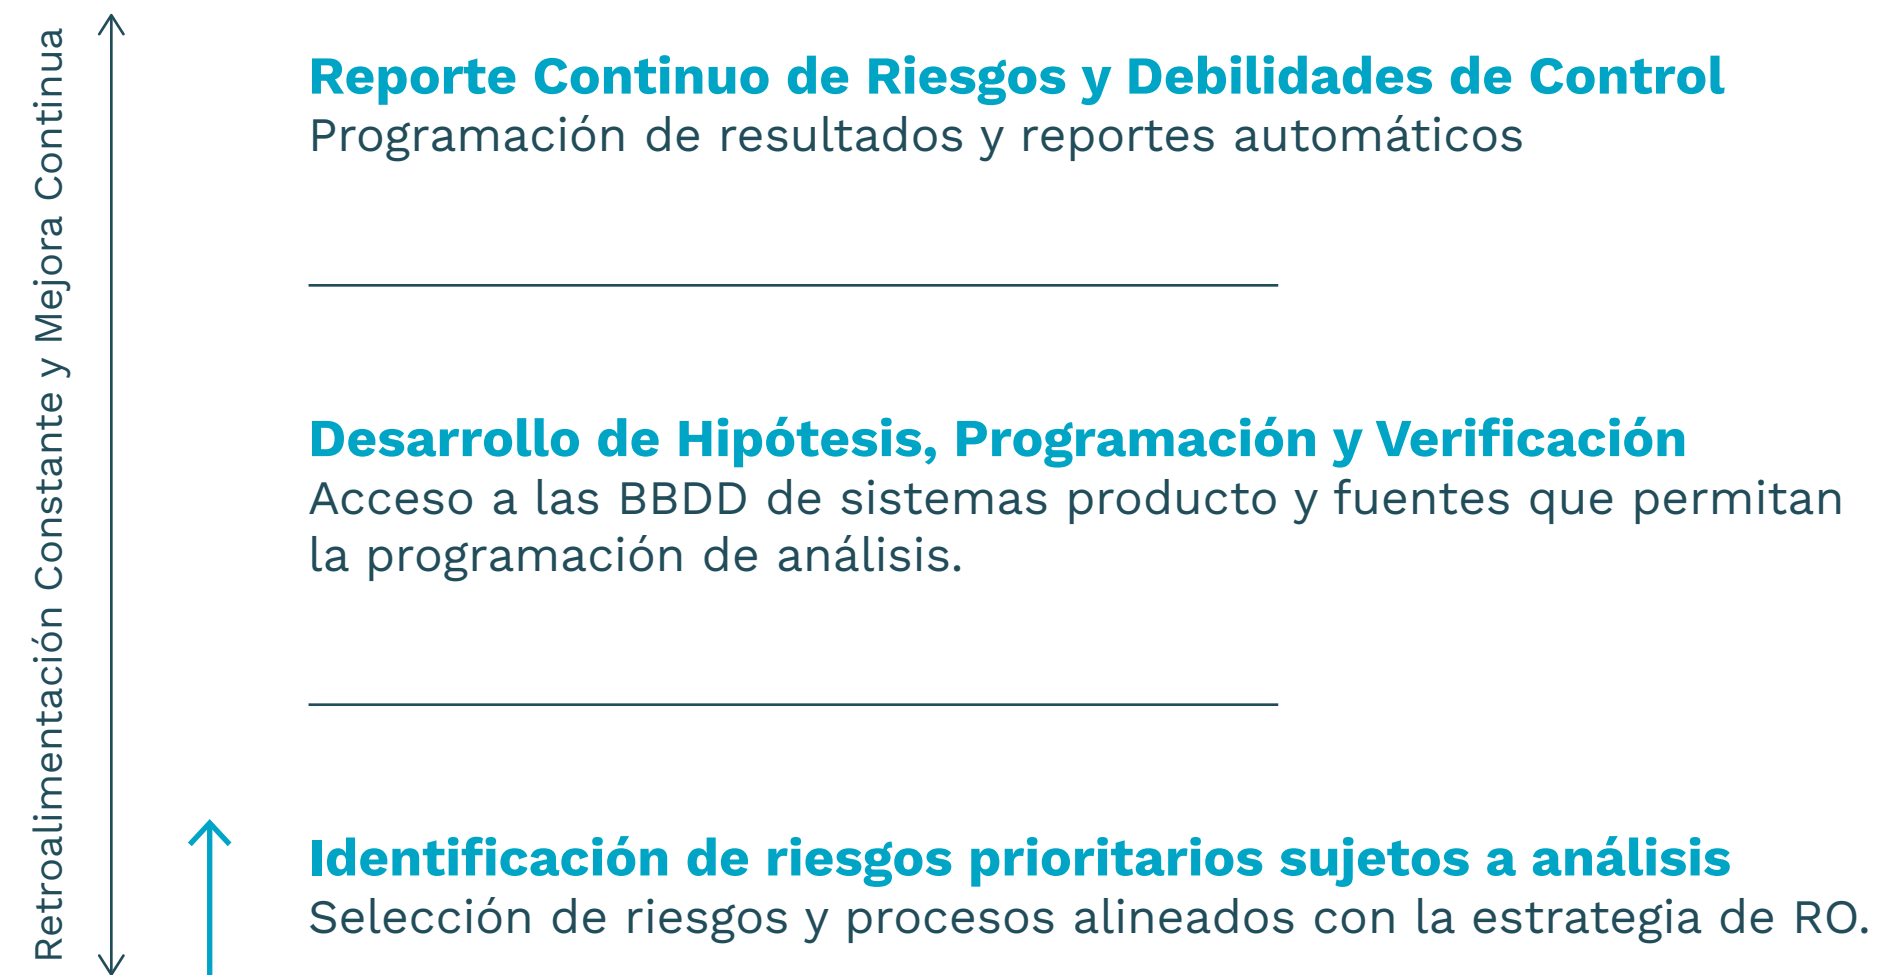 Retroalimentación Constante y Mejora Continua
Reporte Continuo de Riesgos y Debilidades de Control
Programación de resultados y reportes automáticos
Desarrollo de Hipótesis, Programación y Verificación
Acceso a las BBDD de sistemas producto y fuentes que permitan
la programación de análisis.
Identificación de riesgos prioritarios sujetos a análisis
Selección de riesgos y procesos alineados con la estrategia de RO.